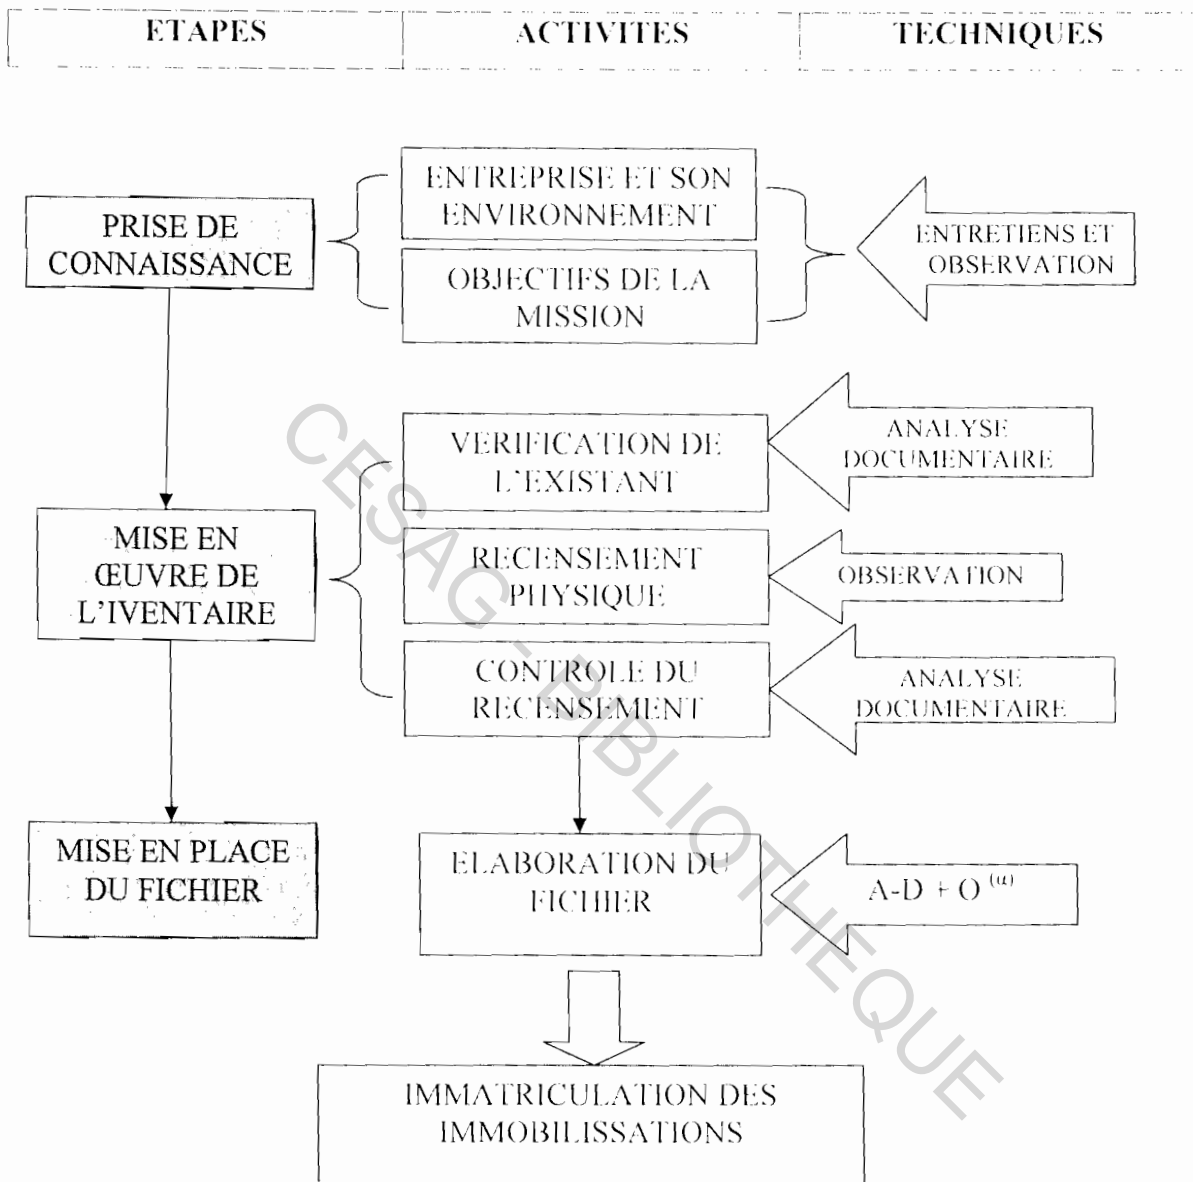 ETAPES
ACTIVITES
TECHNIQUES
PRISE DE
CONNAISSANCE
ENTREPRISE ET SON
ENVIRONNEMENT
OBJECTIFS DE LA
MISSION
ENTRETIENS ET
OBSERVATION
MISE EN
ŒUVRE DE
L'IVENTAIRE
VERIFICATION DE
L'EXISTANT
ANALYSE
DOCUMENTAIRE
RECENSEMENT
PHYSIQUE
OBSERVATION
CONTROLE DU
RECENSEMENT
ANALYSE
DOCUMENTAIRE
MISE EN PLACE
DU FICHIER
ELABORATION DU
FICHIER
A-D + O (α)
IMMATRICULATION DES
IMMOBILISSATIONS
CESAG - BIBLIOTHEQUE